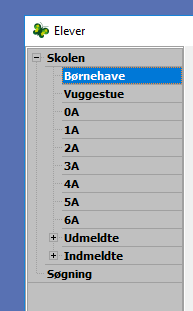 Elever
Skolen
Børnehave
Vuggestue
0A
1A
2A
3A
4A
5A
6A
Udmeldte
Indmeldte
Søgning